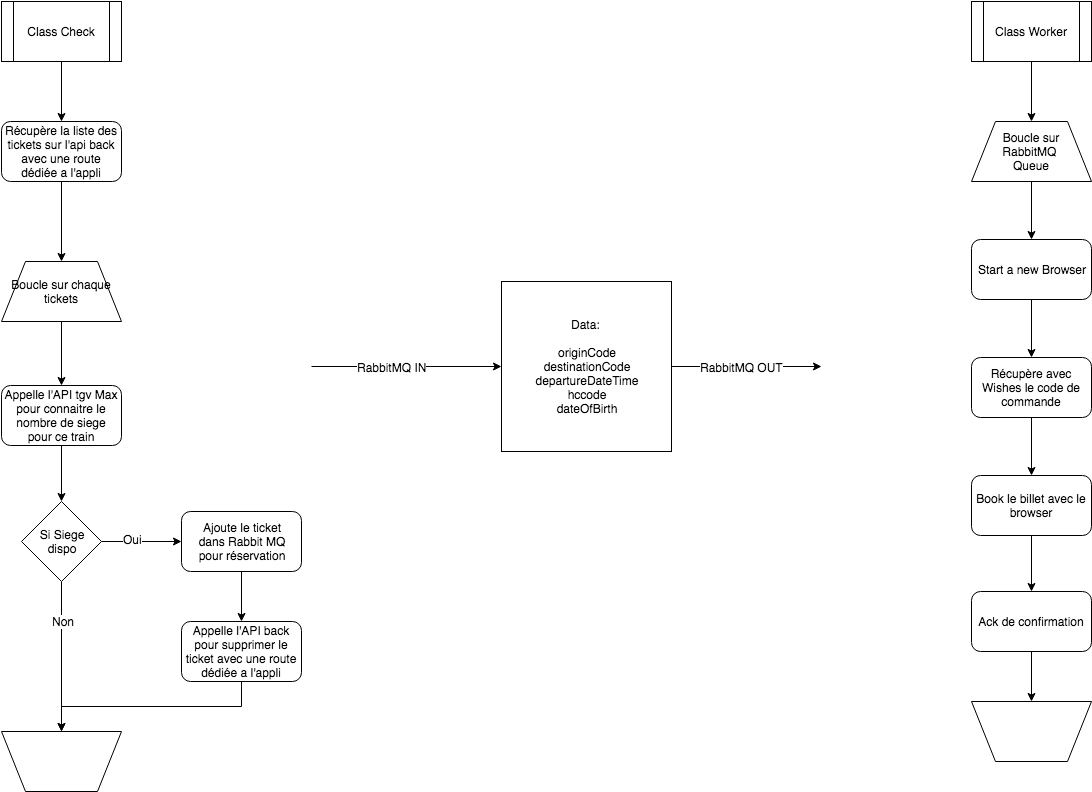 Class Check
Récupère la liste des
tickets sur l'api back
avec une route
dédiée a l'appli
Boucle sur chaque
tickets
Appelle l'API tgv Max
pour connaitre le
nombre de siege
pour ce train
Si Siege
dispo
Oui
Non
Ajoute le ticket
dans Rabbit MQ
pour réservation
Appelle l'API back
pour supprimer le
ticket avec une route
dédiée a l'appli
RabbitMQ IN
Data:
originCode
destinationCode
departureDateTime
hccode
dateOfBirth
RabbitMQ OUT
Class Worker
Boucle sur
RabbitMQ
Queue
Start a new Browser
Récupère avec
Wishes le code de
commande
Book le billet avec le
browser
Ack de confirmation